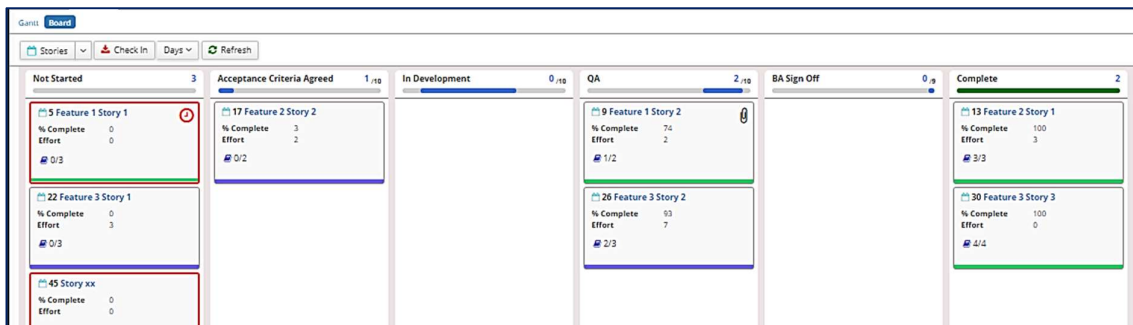 Gantt Board
Stories Check In Days Refresh
Not Started 3
5 Feature 1 Story 1
% Complete 0
Effort 0
0/3
22 Feature 3 Story 1
% Complete 0
Effort 3
0/3
45 Story xx
% Complete 0
Effort 0
Acceptance Criteria Agreed 1 /10
17 Feature 2 Story 2
% Complete 3
Effort 2
0/2
In Development 0 /10
QA 2 /10
9 Feature 1 Story 2
% Complete 74
Effort 2
1/2
26 Feature 3 Story 2
% Complete 93
Effort 7
2/3
BA Sign Off 0 /9
Complete 2
13 Feature 2 Story 1
% Complete 100
Effort 3
3/3
30 Feature 3 Story 3
% Complete 100
Effort 0
4/4